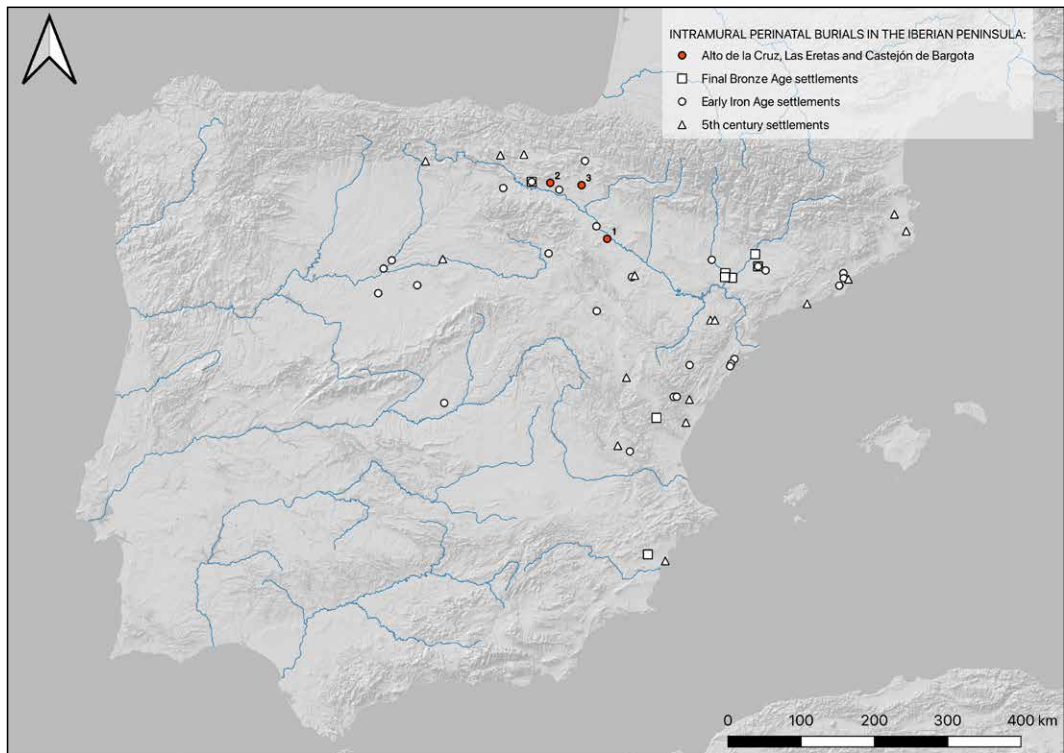 INTRAMURAL PERINATAL BURIALS IN THE IBERIAN PENINSULA:
Alto de la Cruz, Las Eretas and Castejón de Bargota
Final Bronze Age settlements
Early Iron Age settlements
5th century settlements
2
3
1
0 100 200 300 400 km